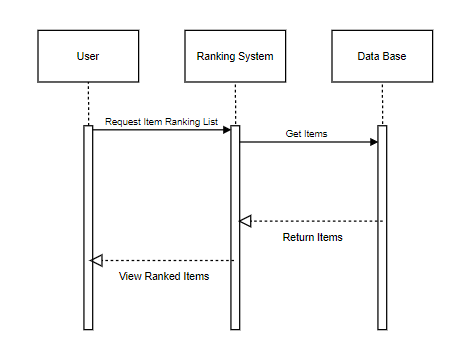 User
Ranking System
Data Base
Request Item Ranking List
Get Items
Return Items
View Ranked Items